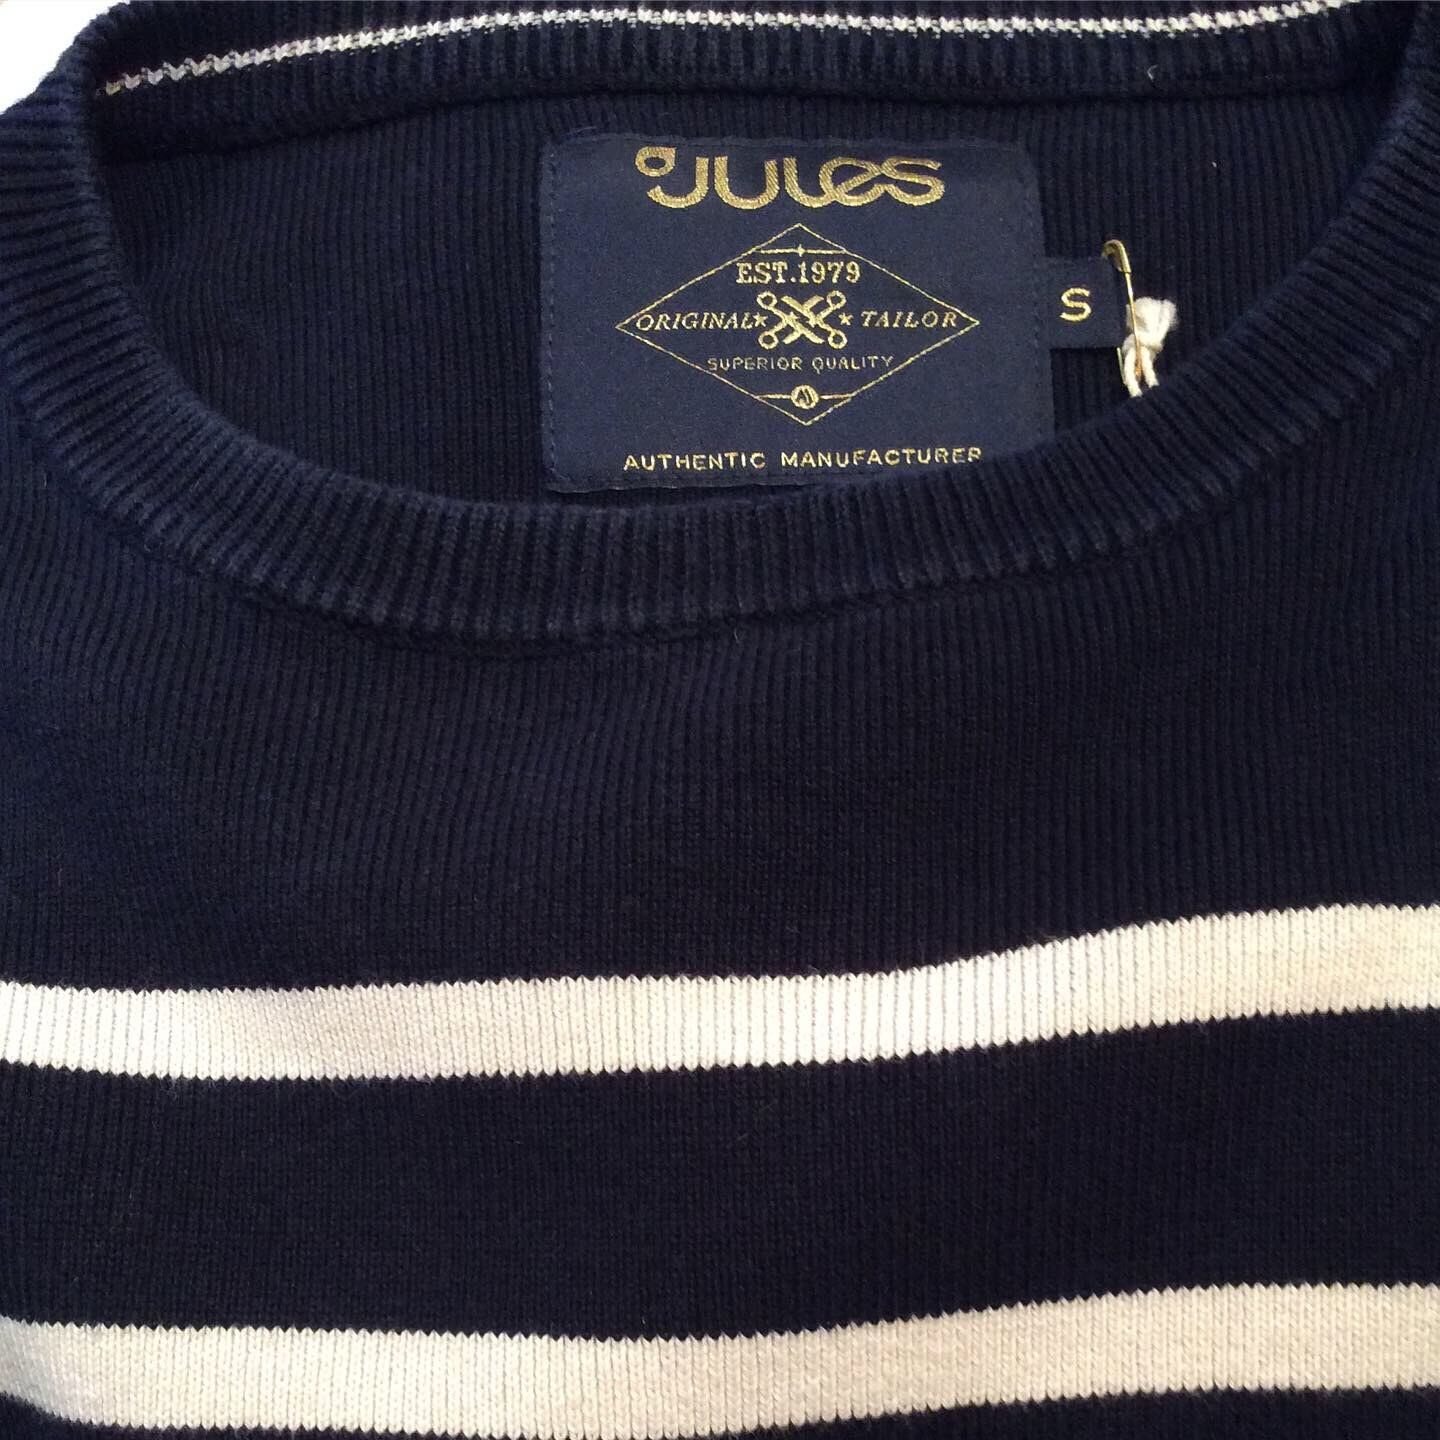 JULES
EST.1979
ORIGINAL TAILOR
SUPERIOR QUALITY
AUTHENTIC MANUFACTURER
S